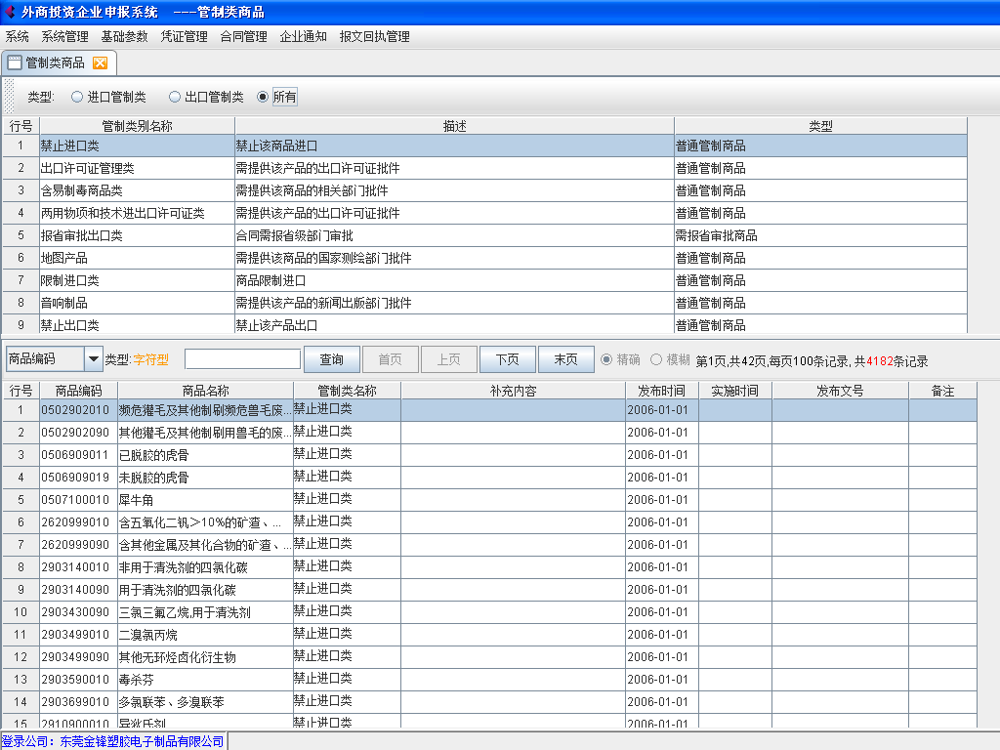 外商投资企业申报系统 ---管制类商品
系统 系统管理 基础参数 凭证管理 合同管理 企业通知 报文回执管理
管制类商品
类型: 进口管制类 出口管制类 所有
行号 管制类别名称 描述 类型
1 禁止进口类 禁止该商品进口 普通管制商品
2 出口许可证管理类 需提供该产品的出口许可证批件 普通管制商品
3 含易制毒商品类 需提供该商品的相关部门批件 普通管制商品
4 两用物项和技术进出口许可证类 需提供该产品的出口许可证批件 普通管制商品
5 报省审批出口类 合同需报省级部门审批 需报省审批商品
6 地图产品 需提供该商品的国家测绘部门批件 普通管制商品
7 限制进口类 商品限制进口 普通管制商品
8 音响制品 需提供该产品的新闻出版部门批件 普通管制商品
9 禁止出口类 禁止该产品出口 普通管制商品
商品编码 类型:字符型 查询 首页 上页 下页 末页 精确 模糊 第1页,共42页,每页100条记录, 共4182条记录
行号 商品编码 商品名称 管制类名称 补充内容 发布时间 实施时间 发布文号 备注
1 0502902010 濒危獾毛及其他制刷濒危兽毛废... 禁止进口类 2006-01-01
2 0502902090 其他獾毛及其他制刷用兽毛的废... 禁止进口类 2006-01-01
3 0506909011 已脱胶的虎骨 禁止进口类 2006-01-01
4 0506909019 未脱胶的虎骨 禁止进口类 2006-01-01
5 0507100010 犀牛角 禁止进口类 2006-01-01
6 2620999010 含五氧化二钒＞10%的矿渣、... 禁止进口类 2006-01-01
7 2620999090 含其他金属及其化合物的矿渣、... 禁止进口类 2006-01-01
8 2903140010 非用于清洗剂的四氯化碳 禁止进口类 2006-01-01
9 2903140090 用于清洗剂的四氯化碳 禁止进口类 2006-01-01
10 2903430090 三氯三氟乙烷,用于清洗剂 禁止进口类 2006-01-01
11 2903499010 二溴氯丙烷 禁止进口类 2006-01-01
12 2903499090 其他无环烃卤化衍生物 禁止进口类 2006-01-01
13 2903590010 毒杀芬 禁止进口类 2006-01-01
14 2903699010 多氯联苯、多溴联苯 禁止进口类 2006-01-01
15 2910900010 异狄氏剂 禁止进口类 2006-01-01
登录公司：东莞金锋塑胶电子制品有限公司